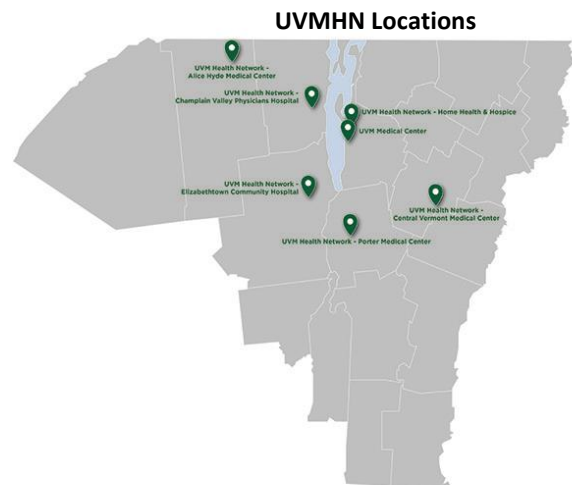 UVMHN Locations
UVM Health Network -
Alice Hyde Medical Center
UVM Health Network -
Champlain Valley Physicians Hospital
UVM Health Network - Home Health & Hospice
UVM Medical Center
UVM Health Network -
Elizabethtown Community Hospital
UVM Health Network -
Central Vermont Medical Center
UVM Health Network - Porter Medical Center